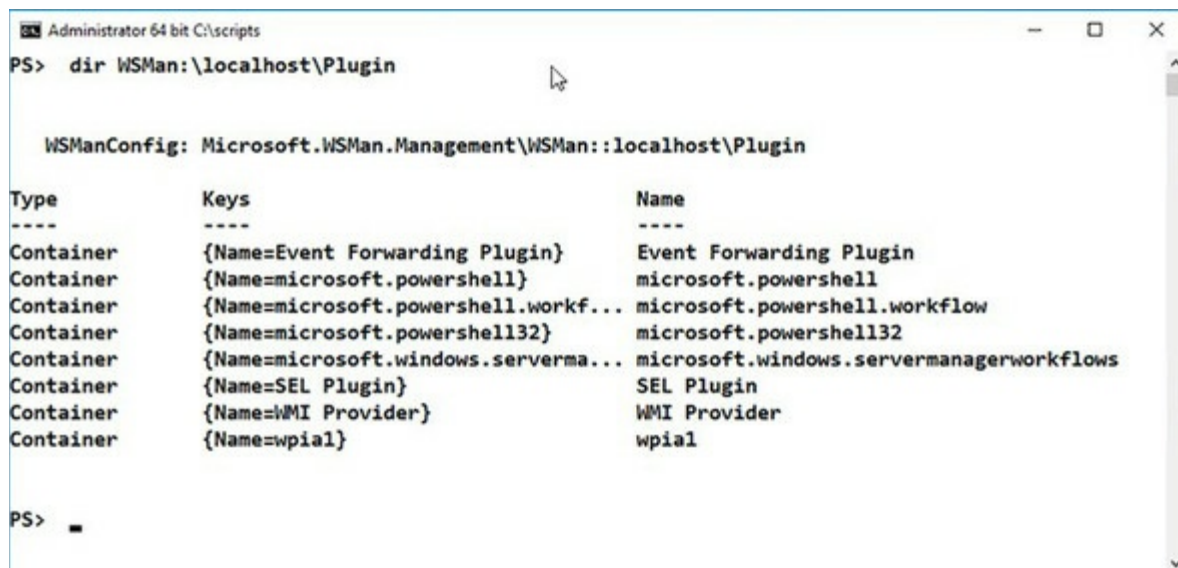 Administrator 64 bit C:\scripts
PS> dir WSMan:\localhost\Plugin
WSManConfig: Microsoft.WSMan.Management\WSMan::localhost\Plugin
Type Keys Name
---- ---- ----
Container {Name=Event Forwarding Plugin} Event Forwarding Plugin
Container {Name=microsoft.powershell} microsoft.powershell
Container {Name=microsoft.powershell.workf... microsoft.powershell.workflow
Container {Name=microsoft.powershell32} microsoft.powershell32
Container {Name=microsoft.windows.serverma... microsoft.windows.servermanagerworkflows
Container {Name=SEL Plugin} SEL Plugin
Container {Name=WMI Provider} WMI Provider
Container {Name=wpia1} wpia1
PS>